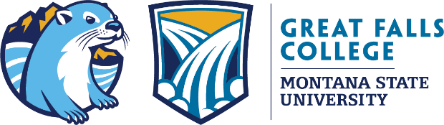 GREAT FALLS
COLLEGE
MONTANA STATE
UNIVERSITY